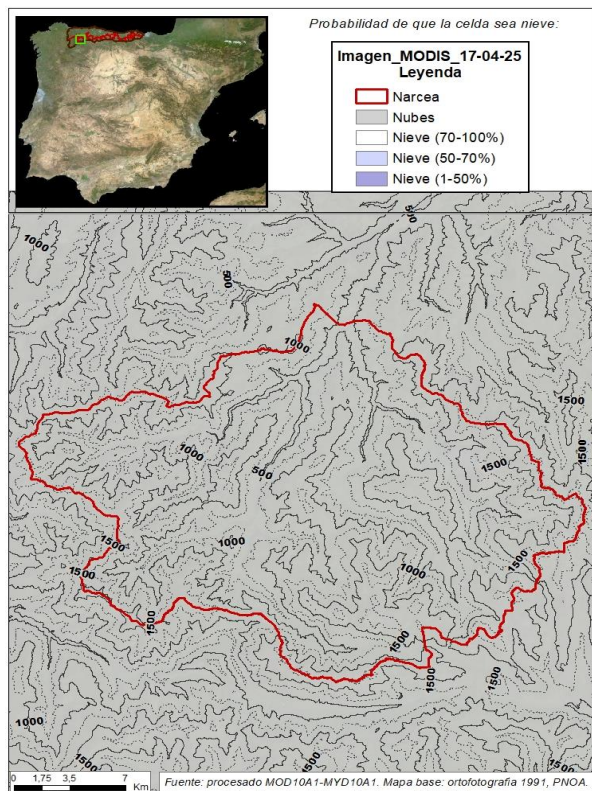 Probabilidad de que la celda sea nieve:
Imagen_MODIS_17-04-25
Leyenda
Narcea
Nubes
Nieve (70-100%)
Nieve (50-70%)
Nieve (1-50%)
500
1000
500
1000
1500
1000
1500
1500
500
1000
1500
1500
1500
1000
1500
1500
1500
1500
1000
1500
0 1,75 3,5 7
Km
Fuente: procesado MOD10A1-MYD10A1. Mapa base: ortofotografia 1991, PNOA.